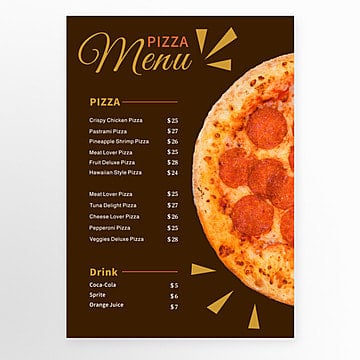 PIZZA
Menu
PIZZA
Crispy Chicken Pizza $25
Pastrami Pizza $27
Pineapple Shrimp Pizza $26
Meat Lover Pizza $25
Fruit Deluxe Pizza $28
Hawaiian Style Pizza $24
Meat Lover Pizza $25
Tuna Delight Pizza $27
Cheese Lover Pizza $26
Pepperoni Pizza $25
Veggies Deluxe Pizza $28
Drink
Coca-Cola $5
Sprite $6
Orange Juice $7